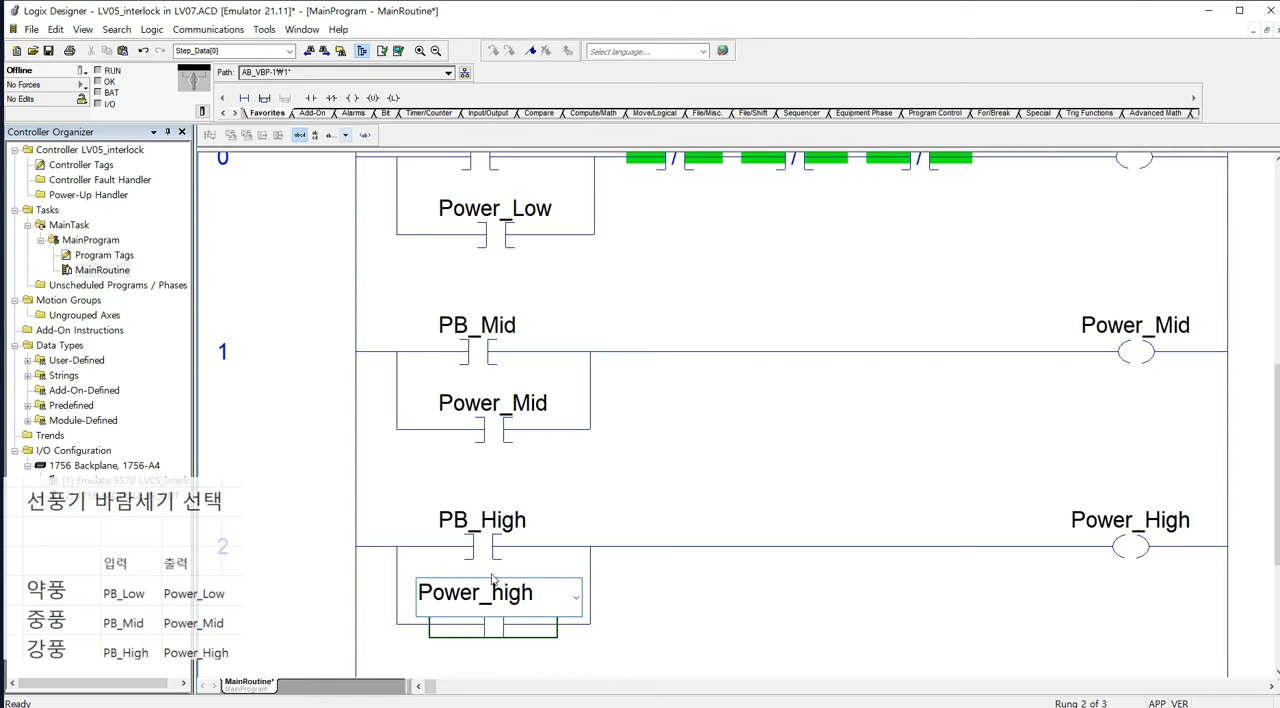 Logix Designer - LV05_interlock in LV07.ACD [Emulator 21.11]* - [MainProgram - MainRoutine*]
File Edit View Search Logic Communications Tools Window Help
Step_Data[0]
Select language...
Offline
RUN
No Forces
OK
No Edits
BAT
I/O
Path: AB_VBP-1₩1*
Favorites Add-On Alarms Bit Timer/Counter Input/Output Compare Compute/Math Move/Logical File/Misc. File/Shift Sequencer Equipment Phase Program Control For/Break Special Trig Functions Advanced Math
Controller Organizer
Controller LV05_interlock
Controller Tags
Controller Fault Handler
Power-Up Handler
Tasks
MainTask
MainProgram
Program Tags
MainRoutine
Unscheduled Programs / Phases
Motion Groups
Ungrouped Axes
Add-On Instructions
Data Types
User-Defined
Strings
Add-On-Defined
Predefined
Module-Defined
Trends
I/O Configuration
1756 Backplane, 1756-A4
[1] Emulate 5570 LV05_interlc
선풍기 바람세기 선택
입력 출력
약풍 PB_Low Power_Low
중풍 PB_Mid Power_Mid
강풍 PB_High Power_High
0
Power_Low
PB_Mid
Power_Mid
1
Power_Mid
PB_High
Power_High
2
Power_high
MainRoutine*
MainProgram
Ready
Rung 2 of 3
APP VER